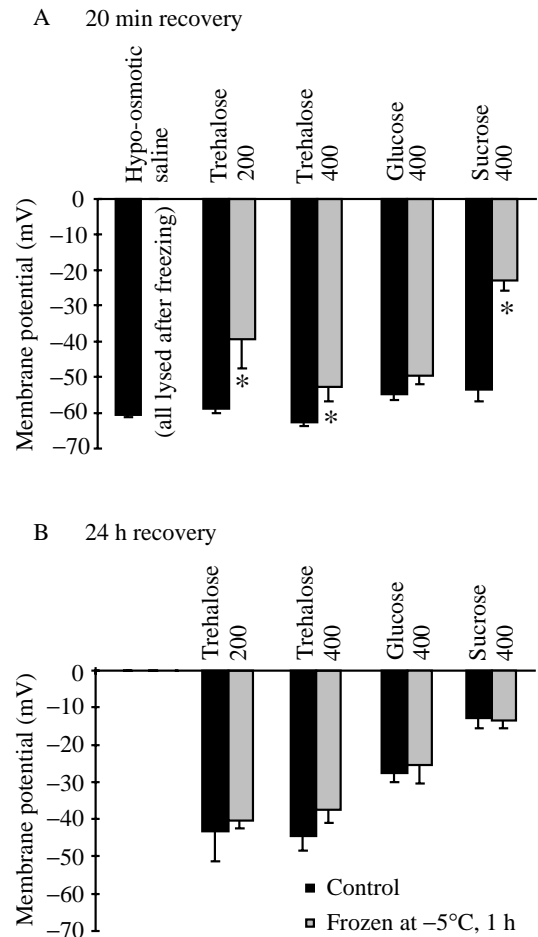 A 20 min recovery
Hypo-osmotic
saline
Trehalose
200
Trehalose
400
Glucose
400
Sucrose
400
Membrane potential (mV)
0
−10
−20
−30
−40
−50
−60
−70
(all lysed after freezing)
*
*
*
B 24 h recovery
Trehalose
200
Trehalose
400
Glucose
400
Sucrose
400
Membrane potential (mV)
0
−10
−20
−30
−40
−50
−60
−70
Control
Frozen at −5°C, 1 h